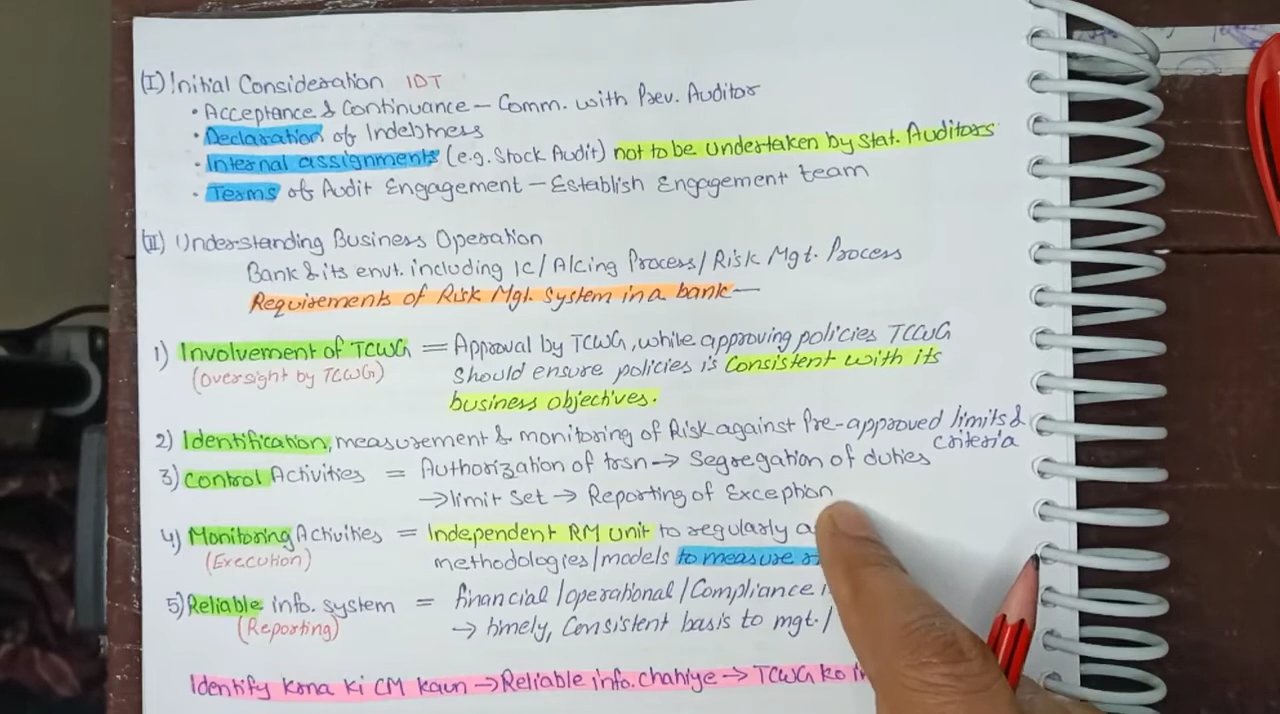 (I) Initial Consideration IDT
• Acceptance & Continuance – Comm. with Prev. Auditor
• Declaration of Indebtness
• Internal assignments (e.g. Stock Audit) not to be undertaken by Stat. Auditors
• Terms of Audit Engagement – Establish Engagement team
(II) Understanding Business Operation
Bank & its envt. including IC/ A/cing Process/ Risk Mgt. Process
Requirements of Risk Mgt. System in a bank –
1) Involvement of TCWG = Approval by TCWG, while approving policies TCWG
(Oversight by TCWG) Should ensure policies is Consistent with its
business objectives.
2) Identification, measurement & monitoring of Risk against Pre-approved limits &
criteria
3) Control Activities = Authorization of trsn → Segregation of duties
→ limit Set → Reporting of Exception
4) Monitoring Activities = Independent RM Unit to regularly
(Execution) methodologies/models to measure
5) Reliable info. system = financial /operational /Compliance
(Reporting) → timely, Consistent basis to mgt. /
Identify krna ki CM kaun → Reliable info. chahiye → TCWG ko